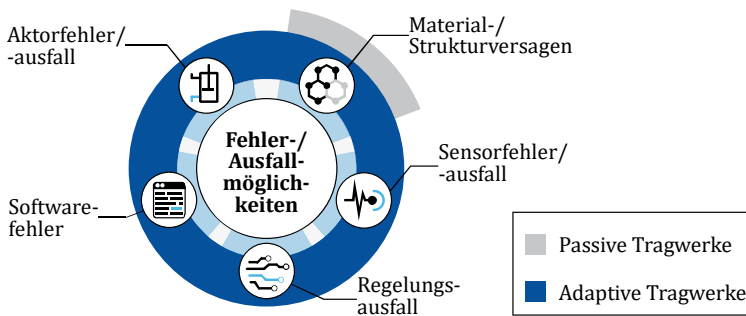 Aktorfehler/
-ausfall
Material-/
Strukturversagen
Fehler-/
Ausfall-
möglich-
keiten
Sensorfehler/
-ausfall
Software-
fehler
Regelungs-
ausfall
Passive Tragwerke
Adaptive Tragwerke